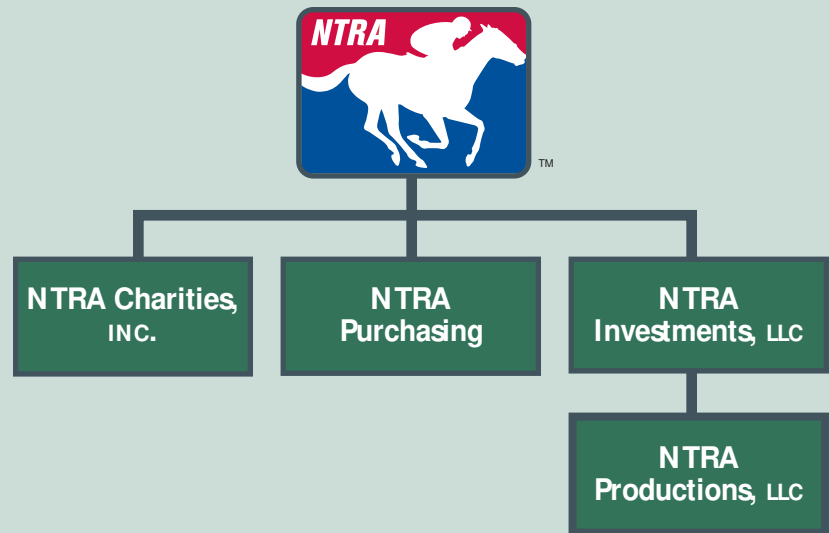 NTRA
TM
NTRA Charities,
INC.
NTRA
Purchasing
NTRA
Investments, LLC
NTRA
Productions, LLC